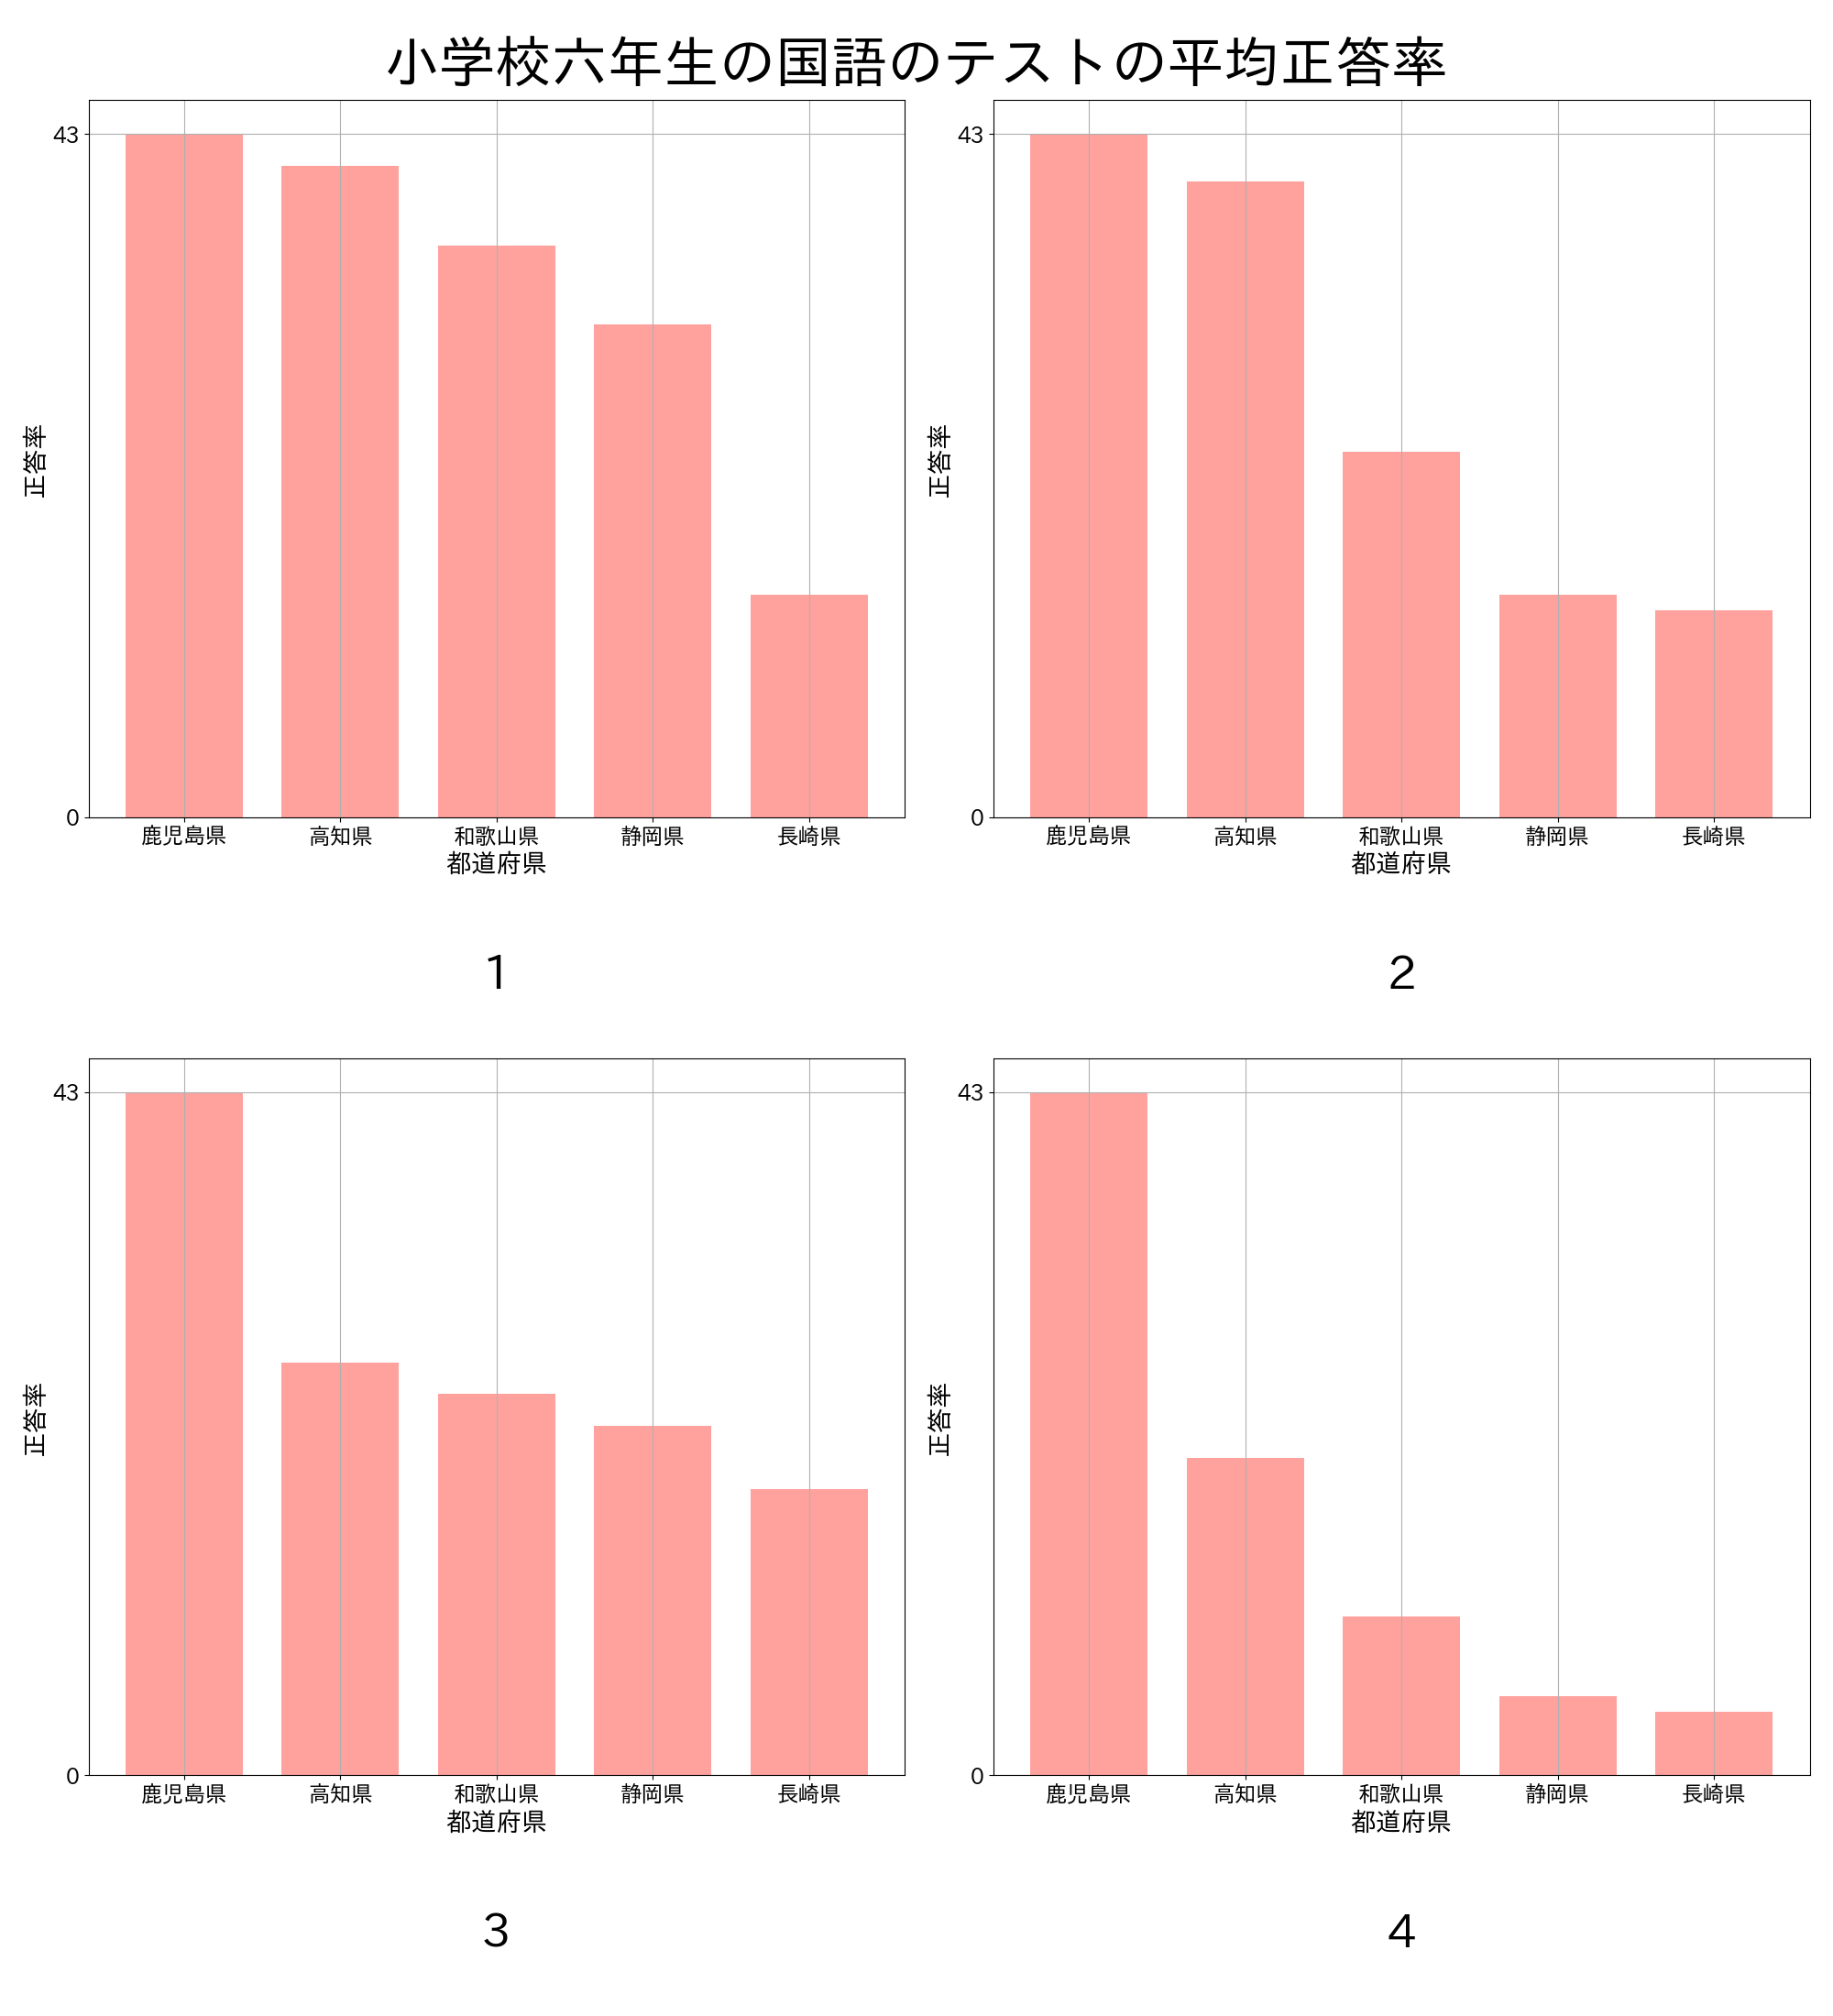 小学校六年生の国語のテストの平均正答率
43
0
正答率
鹿児島県 高知県 和歌山県 静岡県 長崎県
都道府県
1
43
0
正答率
鹿児島県 高知県 和歌山県 静岡県 長崎県
都道府県
2
43
0
正答率
鹿児島県 高知県 和歌山県 静岡県 長崎県
都道府県
3
43
0
正答率
鹿児島県 高知県 和歌山県 静岡県 長崎県
都道府県
4